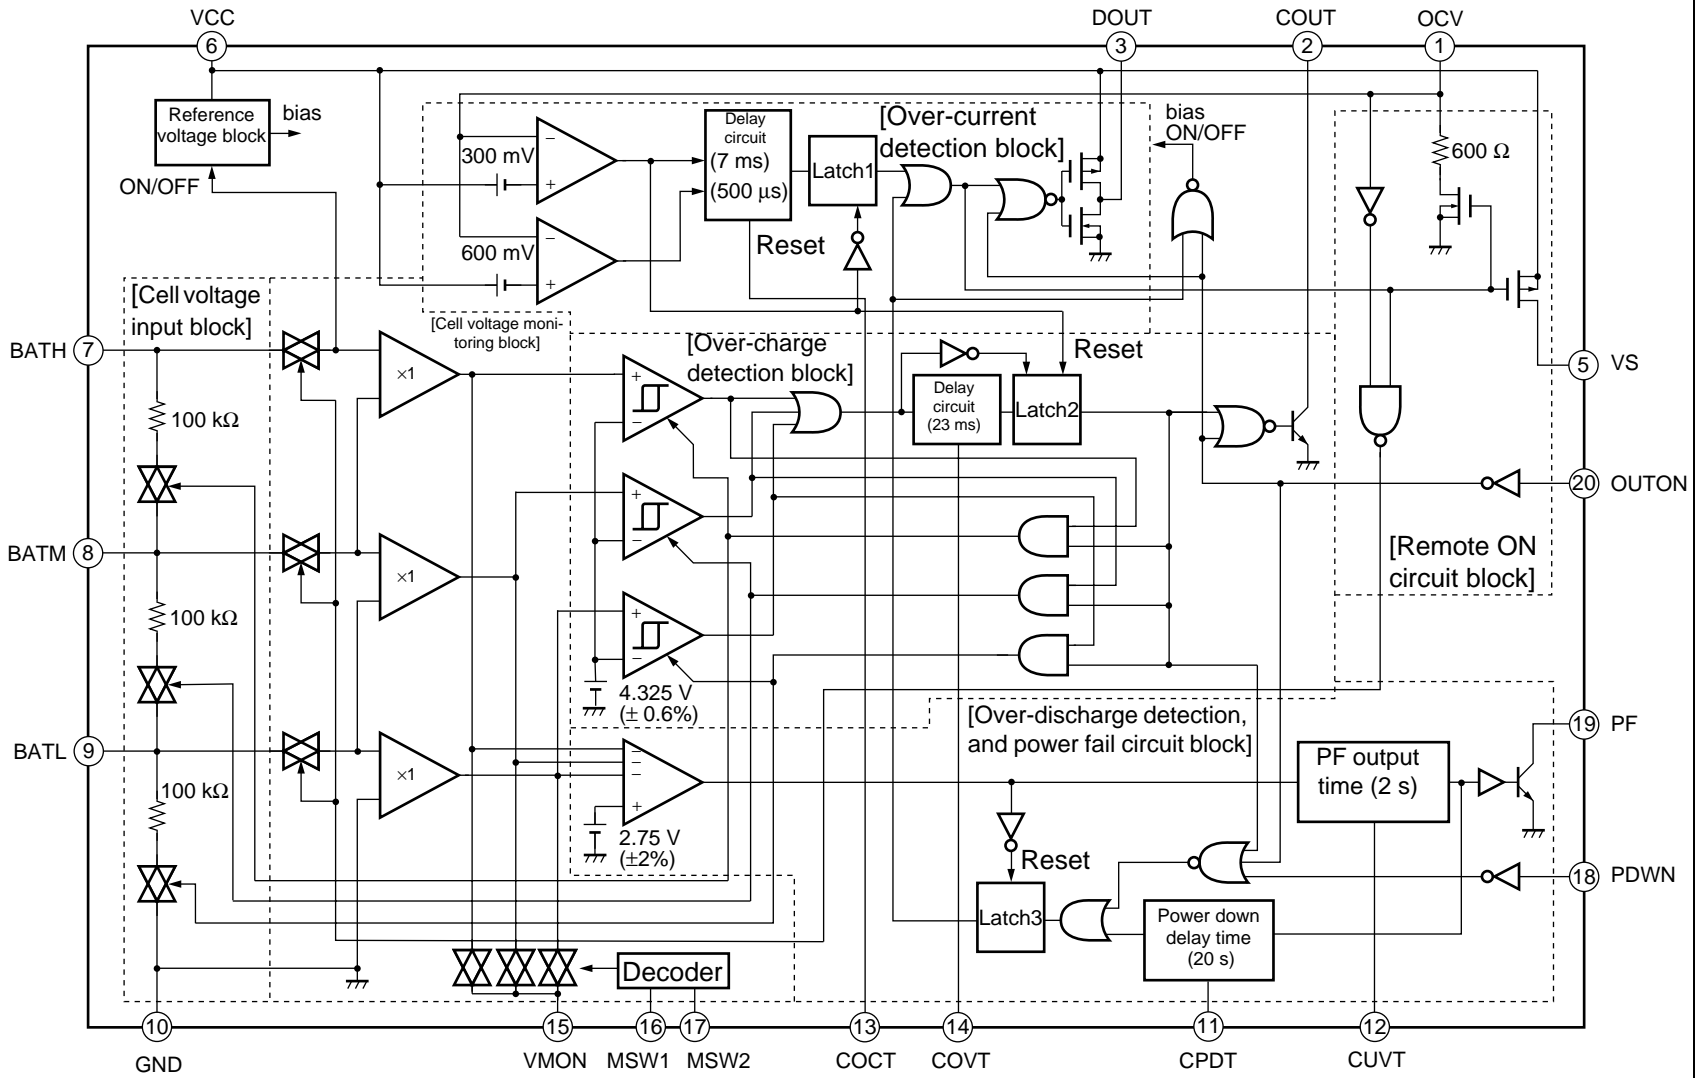 VCC
DOUT
COUT
OCV
6
3
2
1
Reference
voltage block
bias
ON/OFF
300 mV
−
+
600 mV
−
+
Delay
circuit
(7 ms)
(500 μs)
Latch1
Reset
[Over-current
detection block]
bias
ON/OFF
600 Ω
[Cell voltage
input block]
[Cell voltage moni-
toring block]
[Over-charge
detection block]
Reset
BATH
7
×1
100 kΩ
+
−
Delay
circuit
(23 ms)
Latch2
5
VS
20
OUTON
BATM
8
×1
100 kΩ
+
−
[Remote ON
circuit block]
+
−
4.325 V
(± 0.6%)
BATL
9
×1
100 kΩ
−
−
−
+
2.75 V
(±2%)
[Over-discharge detection,
and power fail circuit block]
PF output
time (2 s)
19
PF
Reset
Latch3
Power down
delay time
(20 s)
18
PDWN
Decoder
10
15
16
17
13
14
11
12
GND
VMON
MSW1
MSW2
COCT
COVT
CPDT
CUVT